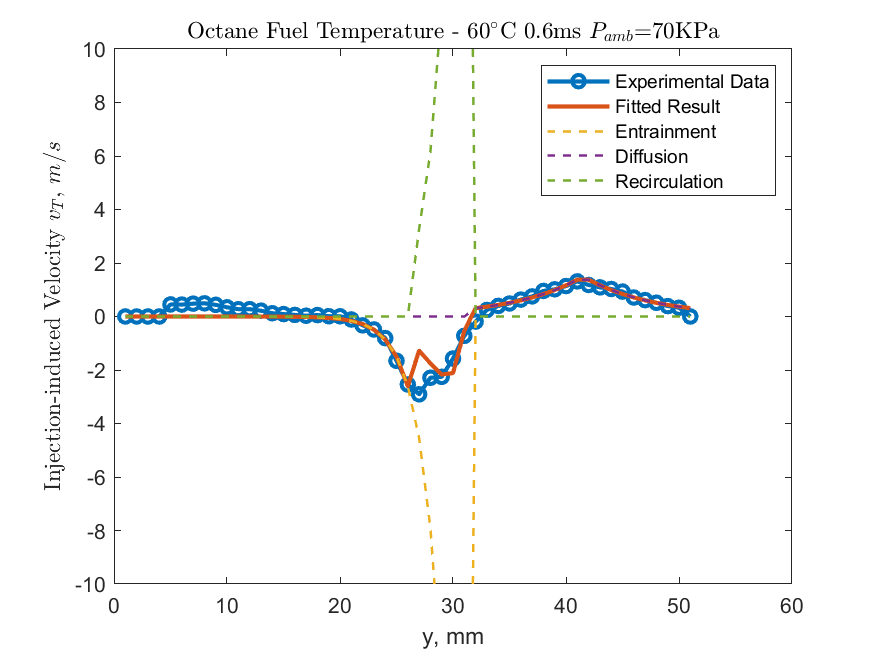 Octane Fuel Temperature - 60°C 0.6ms P_amb=70KPa
Experimental Data
Fitted Result
Entrainment
Diffusion
Recirculation
Injection-induced Velocity v_T, m/s
10
8
6
4
2
0
-2
-4
-6
-8
-10
0 10 20 30 40 50 60
y, mm